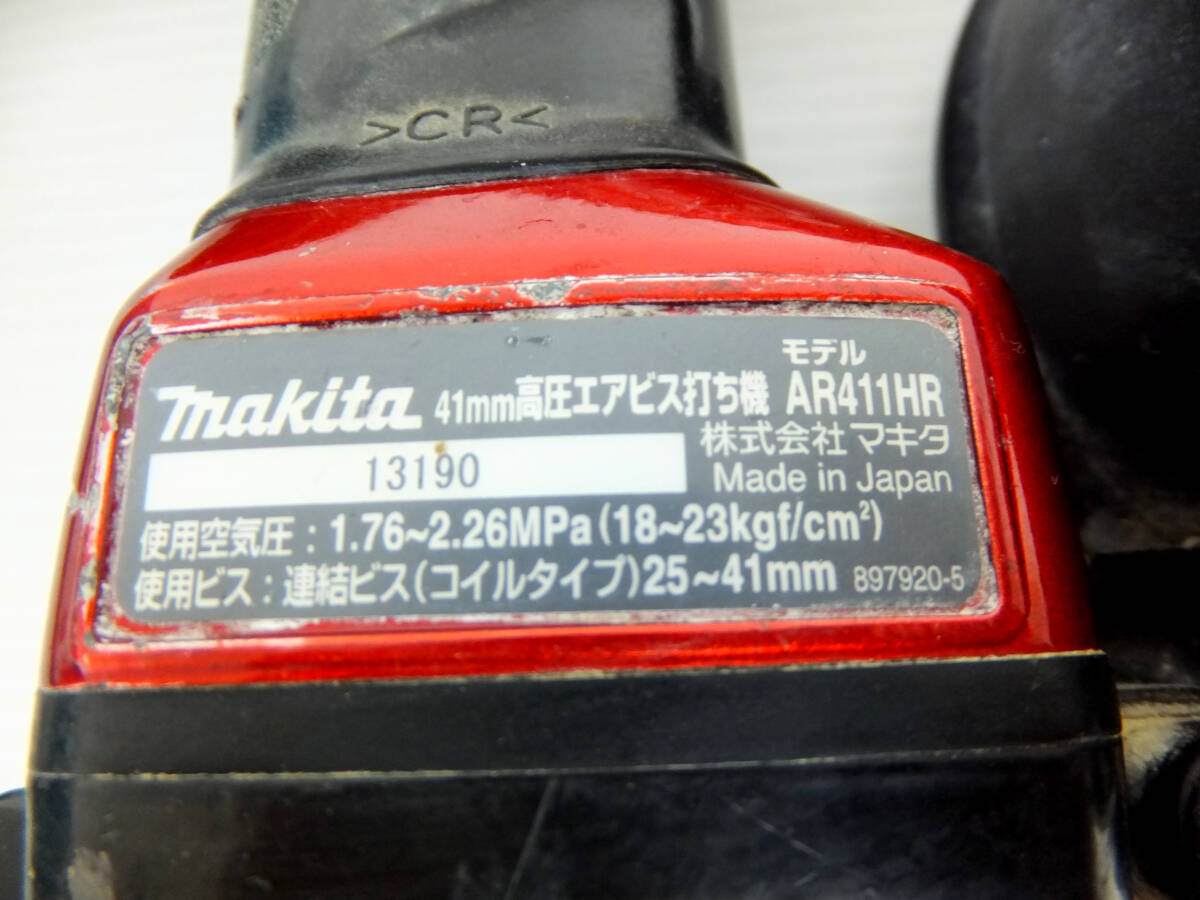 >CR<
モデル
makita 41mm高圧エアビス打ち機 AR411HR
13190
株式会社マキタ
Made in Japan
使用空気圧：1.76~2.26MPa(18~23kgf/cm²)
使用ビス：連結ビス(コイルタイプ)25~41mm 897920-5